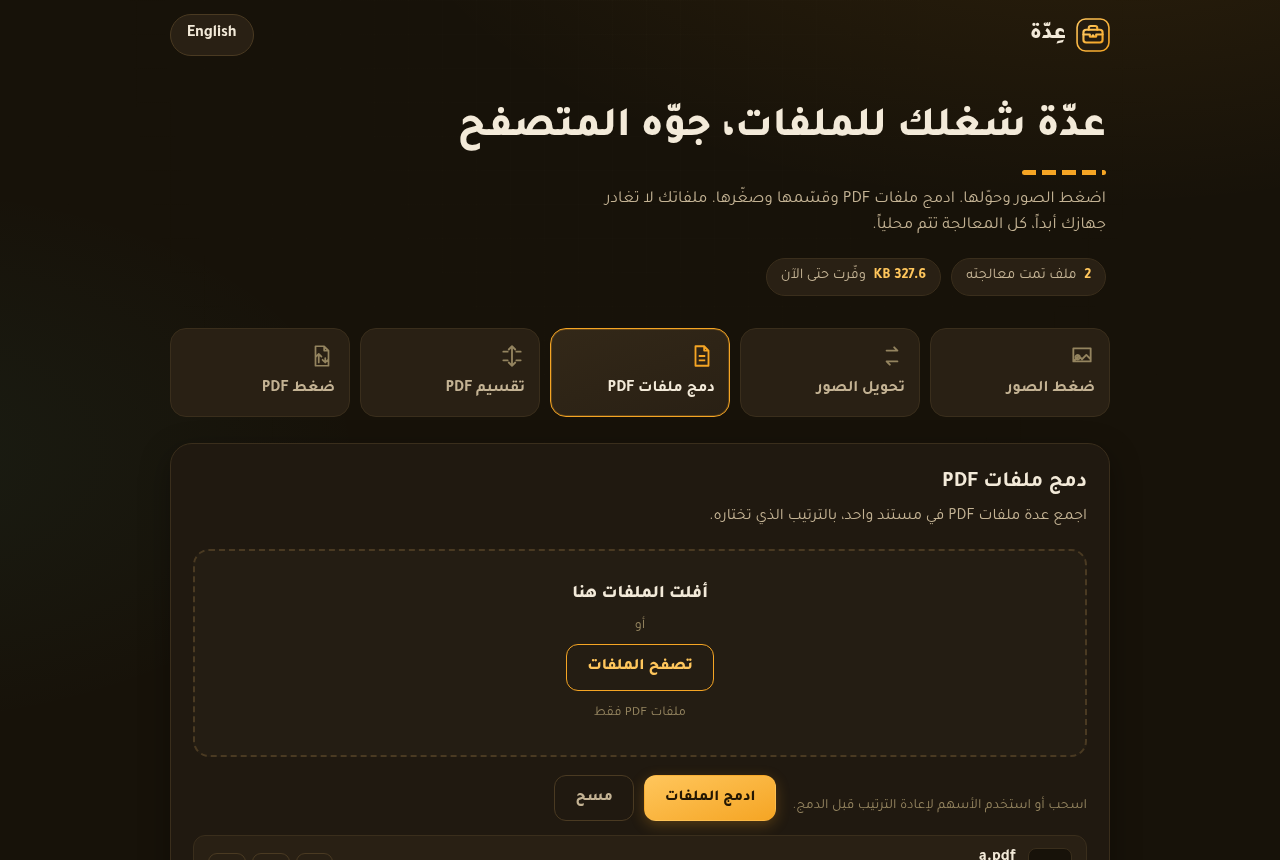 عِدّة
English
عدّة شغلك للملفات، جوّه المتصفح
اضغط الصور وحوّلها. ادمج ملفات PDF وقسّمها وصغّرها. ملفاتك لا تغادر
جهازك أبداً، كل المعالجة تتم محلياً.
2 ملف تمت معالجته
327.6 KB وفّرت حتى الآن
ضغط الصور
تحويل الصور
دمج ملفات PDF
تقسيم PDF
ضغط PDF
دمج ملفات PDF
اجمع عدة ملفات PDF في مستند واحد، بالترتيب الذي تختاره.
أفلت الملفات هنا
أو
تصفح الملفات
ملفات PDF فقط
اسحب أو استخدم الأسهم لإعادة الترتيب قبل الدمج.
ادمج الملفات
مسح
a.pdf